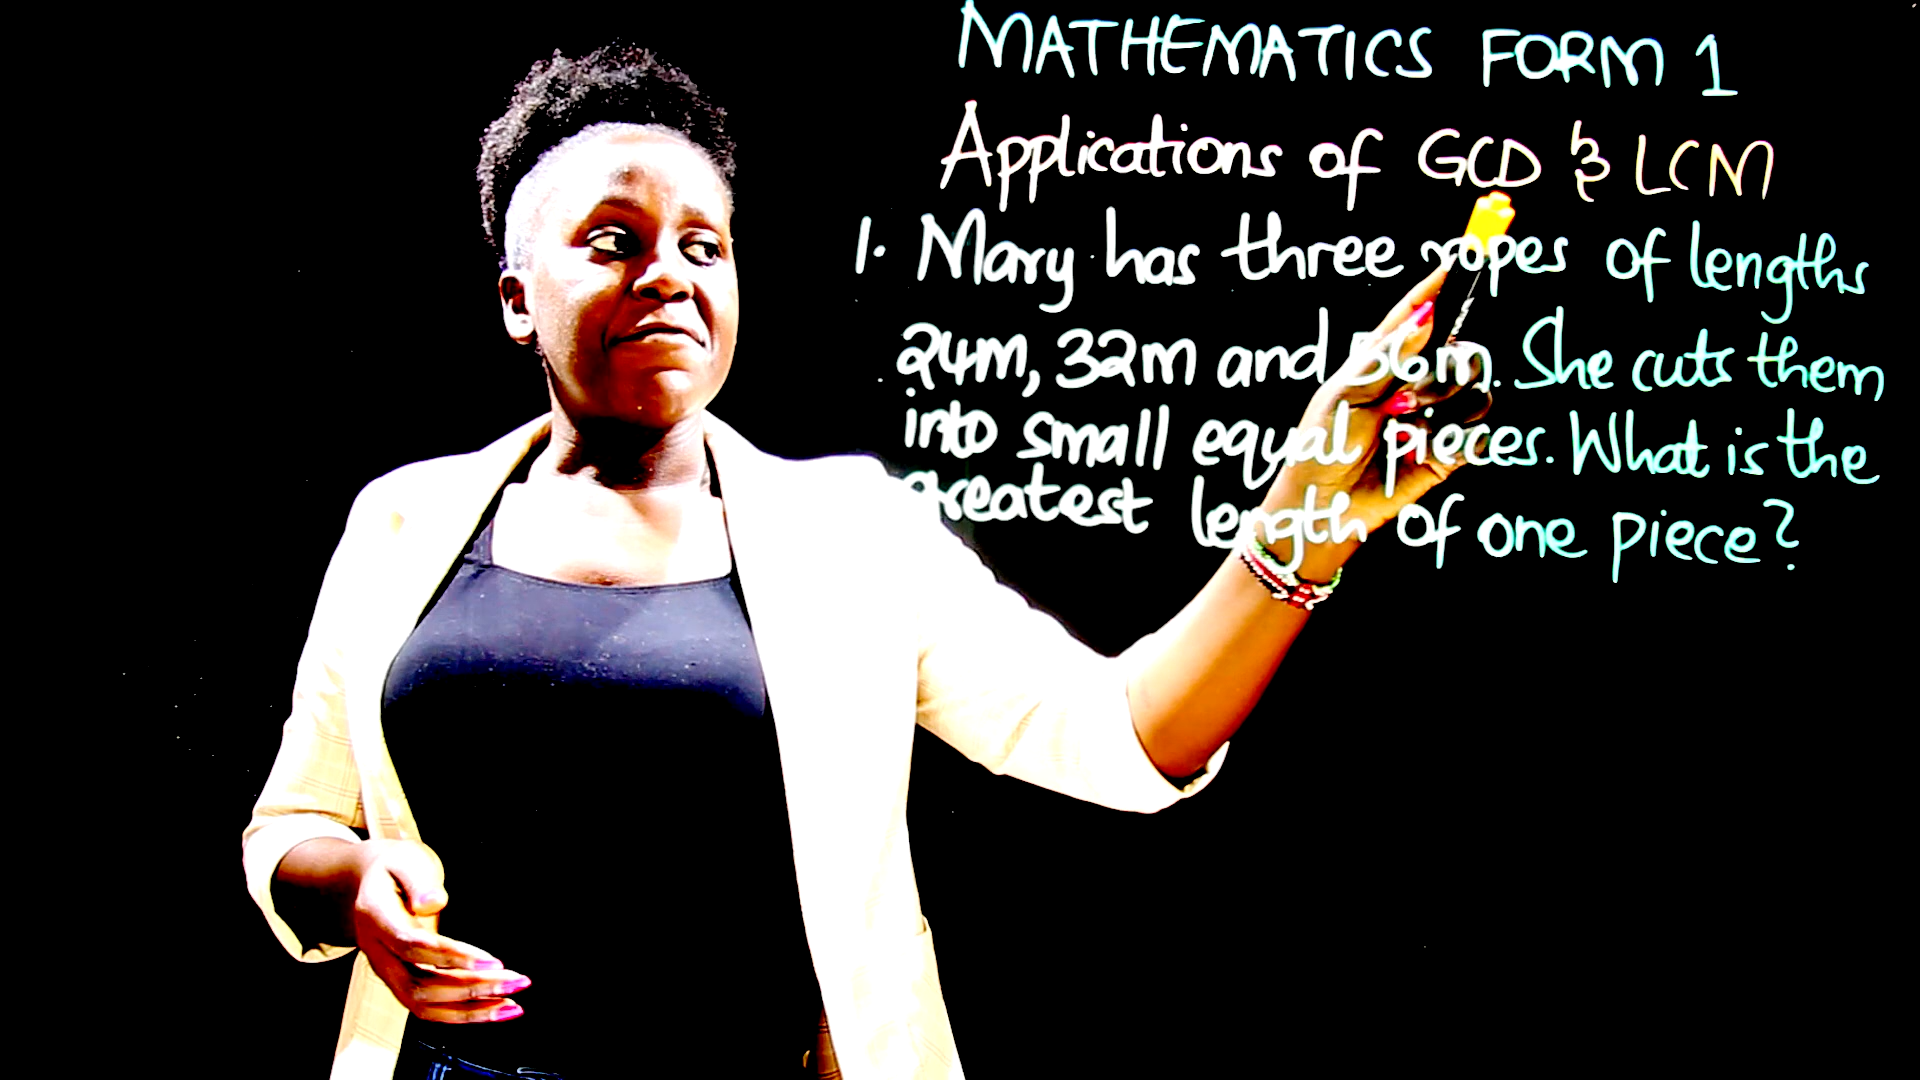 MATHEMATICS FORM 1
Applications of GCD & LCM
1. Mary has three ropes of lengths
24m, 32m and 56m. She cuts them
into small equal pieces. What is the
greatest length of one piece?